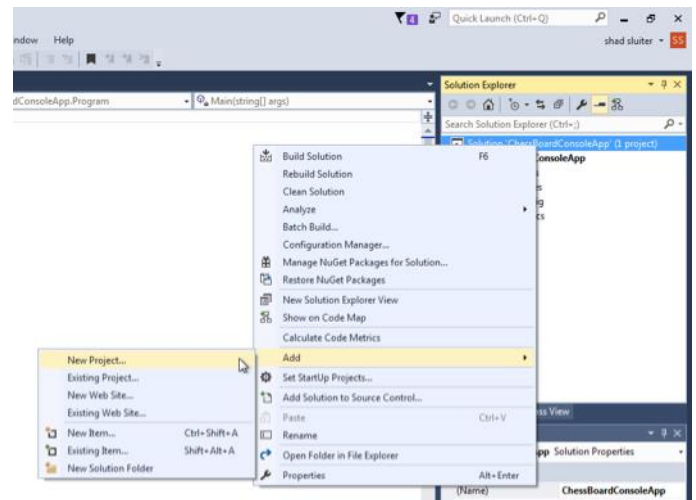 Quick Launch (Ctrl+Q)
ndow Help
shad sluiter SS
Solution Explorer
dConsoleApp.Program Main(string[] args)
Search Solution Explorer (Ctrl+;)
Solution 'ChessBoardConsoleApp' (1 project)
Build Solution F6
ConsoleApp
Rebuild Solution
Clean Solution
Analyze
Batch Build...
Configuration Manager...
Manage NuGet Packages for Solution...
Restore NuGet Packages
New Solution Explorer View
Show on Code Map
Calculate Code Metrics
Add
New Project...
Existing Project...
Set StartUp Projects...
New Web Site...
Add Solution to Source Control...
Existing Web Site...
Paste Ctrl+V
ss View
New Item... Ctrl+Shift+A
Rename
Existing Item... Shift+Alt+A
Open Folder in File Explorer
pp Solution Properties
New Solution Folder
Properties Alt+Enter
(Name) ChessBoardConsoleApp